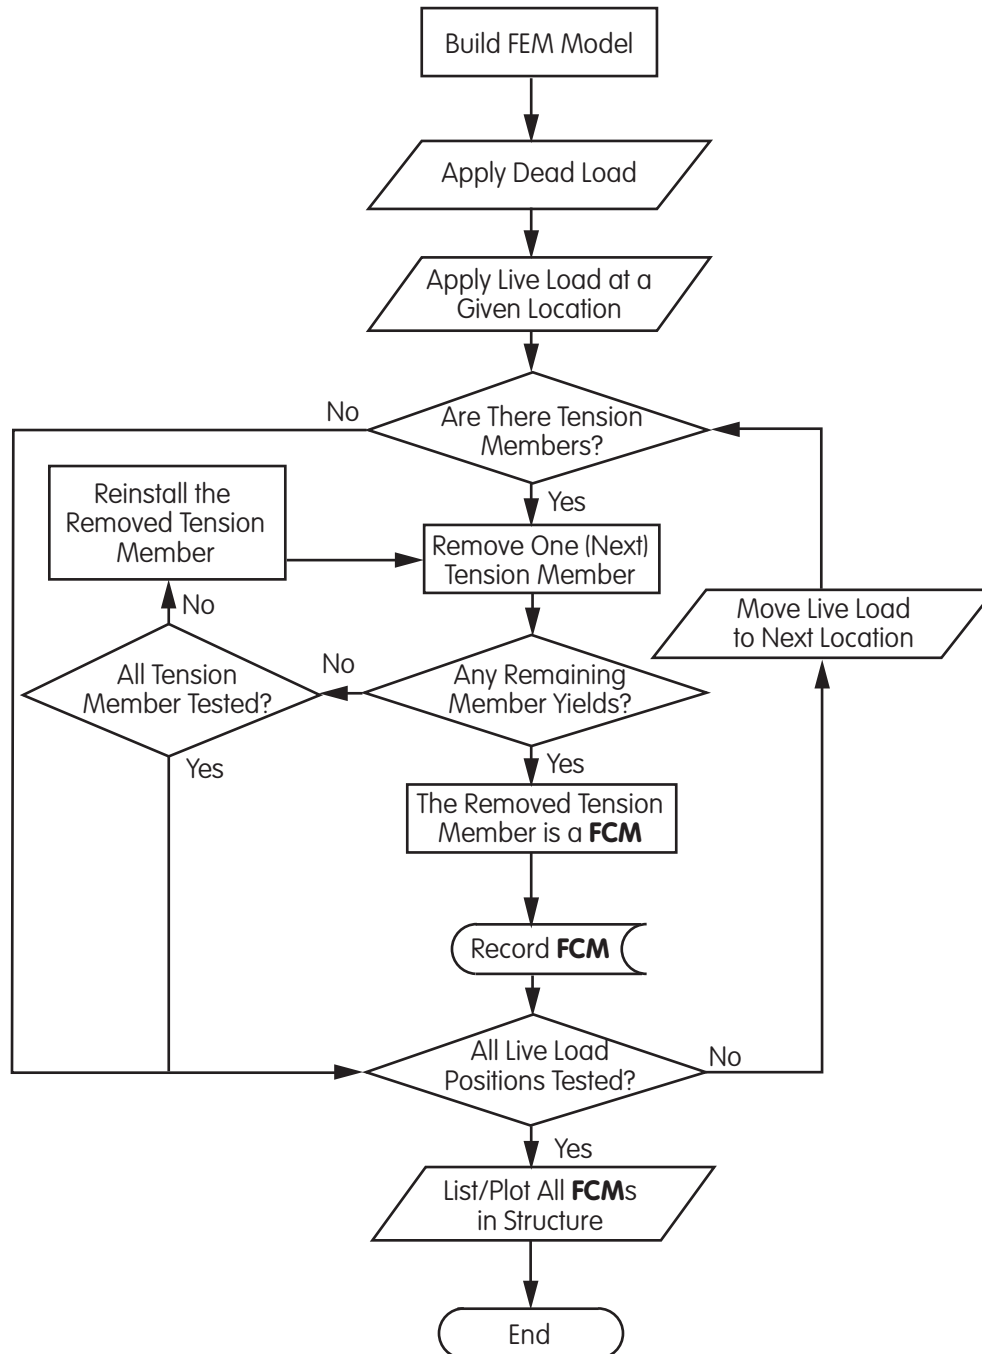 Build FEM Model
Apply Dead Load
Apply Live Load at a
Given Location
No
Are There Tension
Members?
Yes
Reinstall the
Removed Tension
Member
Remove One (Next)
Tension Member
No
Move Live Load
to Next Location
All Tension
Member Tested?
No
Any Remaining
Member Yields?
Yes
Yes
The Removed Tension
Member is a FCM
Record FCM
All Live Load
Positions Tested?
No
Yes
List/Plot All FCMs
in Structure
End